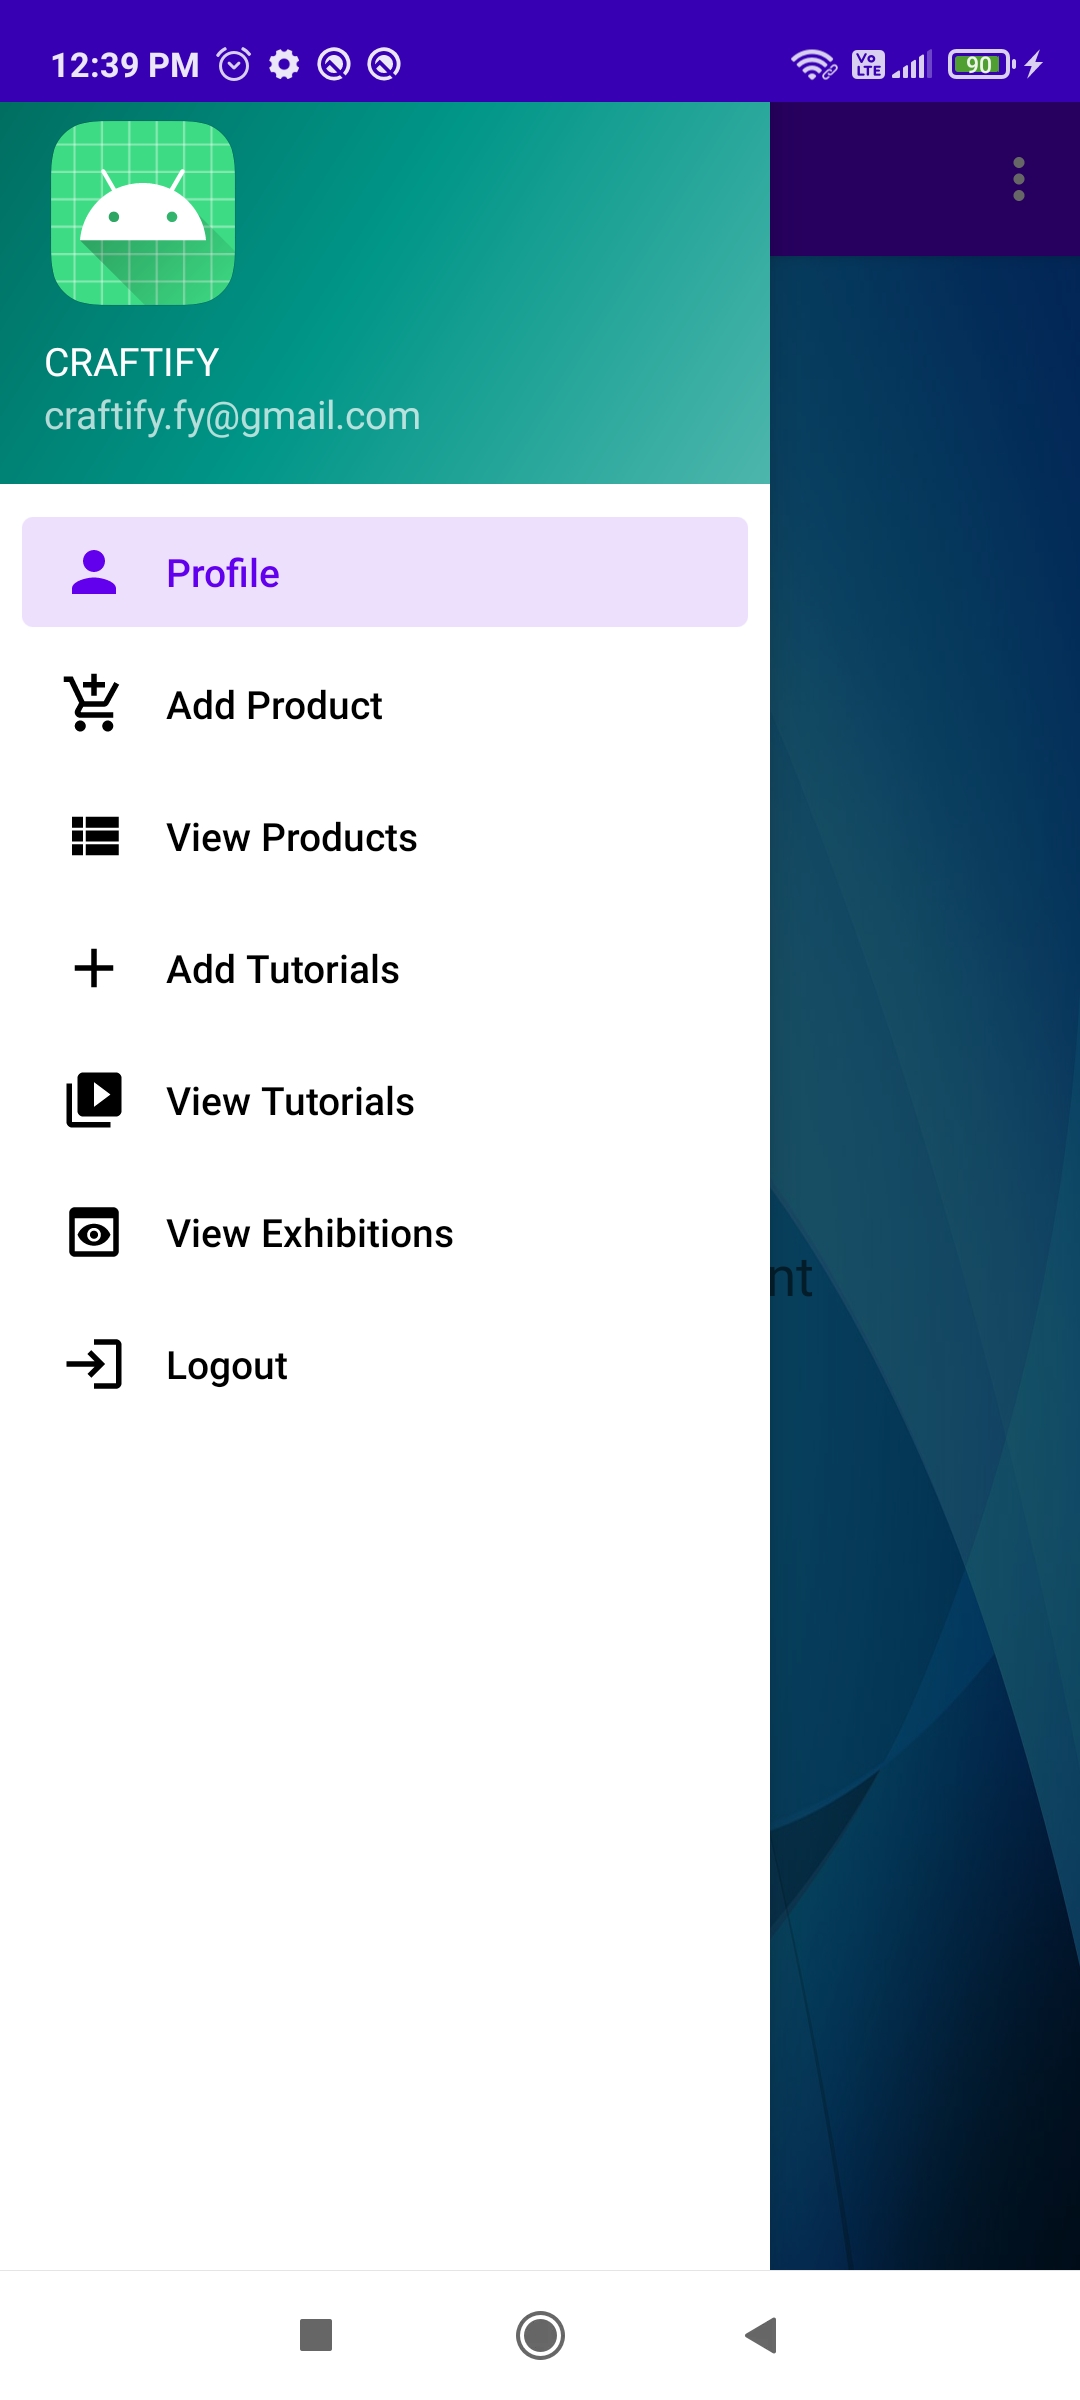 12:39 PM
Vo
LTE
90
CRAFTIFY
craftify.fy@gmail.com
Profile
Add Product
View Products
Add Tutorials
View Tutorials
View Exhibitions
nt
Logout